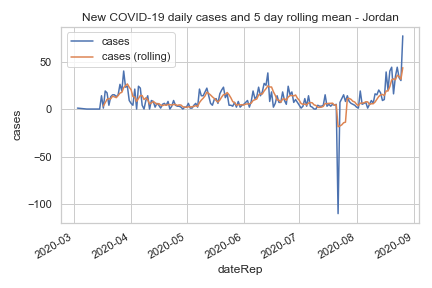 New COVID-19 daily cases and 5 day rolling mean - Jordan
cases
cases (rolling)
50
0
−50
−100
cases
2020-03
2020-04
2020-05
2020-06
2020-07
2020-08
2020-09
dateRep